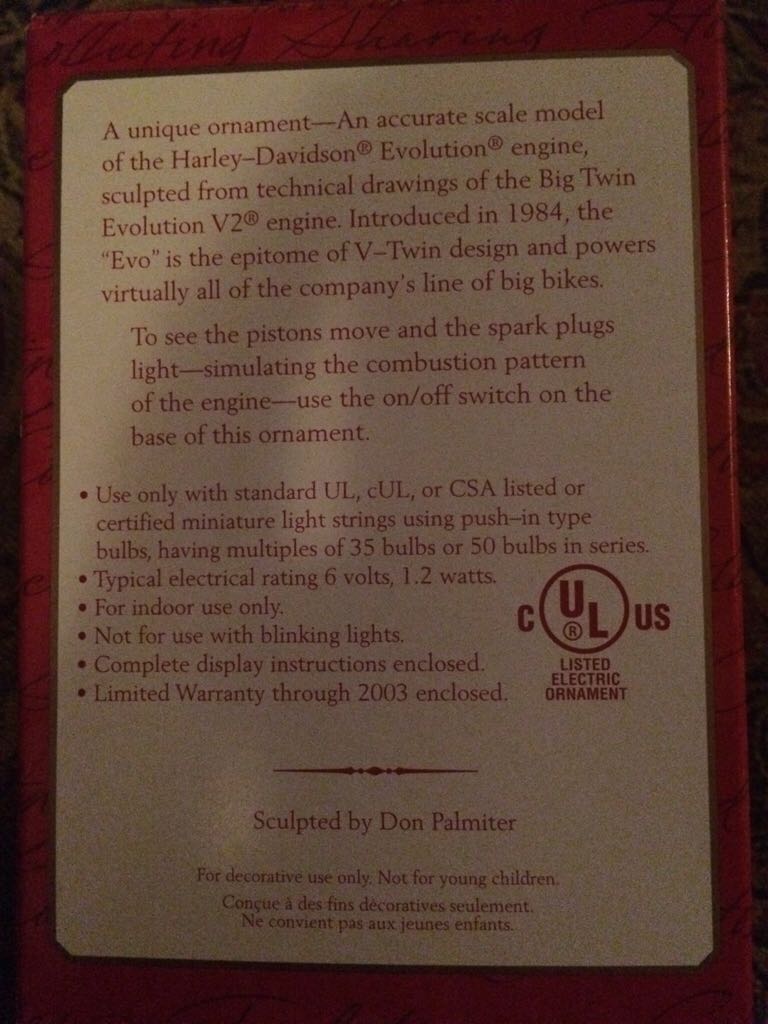 ollecting Sharing
A unique ornament—An accurate scale model
of the Harley–Davidson® Evolution® engine,
sculpted from technical drawings of the Big Twin
Evolution V2® engine. Introduced in 1984, the
“Evo” is the epitome of V–Twin design and powers
virtually all of the company’s line of big bikes.
To see the pistons move and the spark plugs
light—simulating the combustion pattern
of the engine—use the on/off switch on the
base of this ornament.
• Use only with standard UL, cUL, or CSA listed or
certified miniature light strings using push–in type
bulbs, having multiples of 35 bulbs or 50 bulbs in series.
• Typical electrical rating 6 volts, 1.2 watts.
• For indoor use only.
• Not for use with blinking lights.
• Complete display instructions enclosed.
• Limited Warranty through 2003 enclosed.
C UL® US
LISTED
ELECTRIC
ORNAMENT
Sculpted by Don Palmiter
For decorative use only. Not for young children.
Conçue à des fins décoratives seulement.
Ne convient pas aux jeunes enfants.